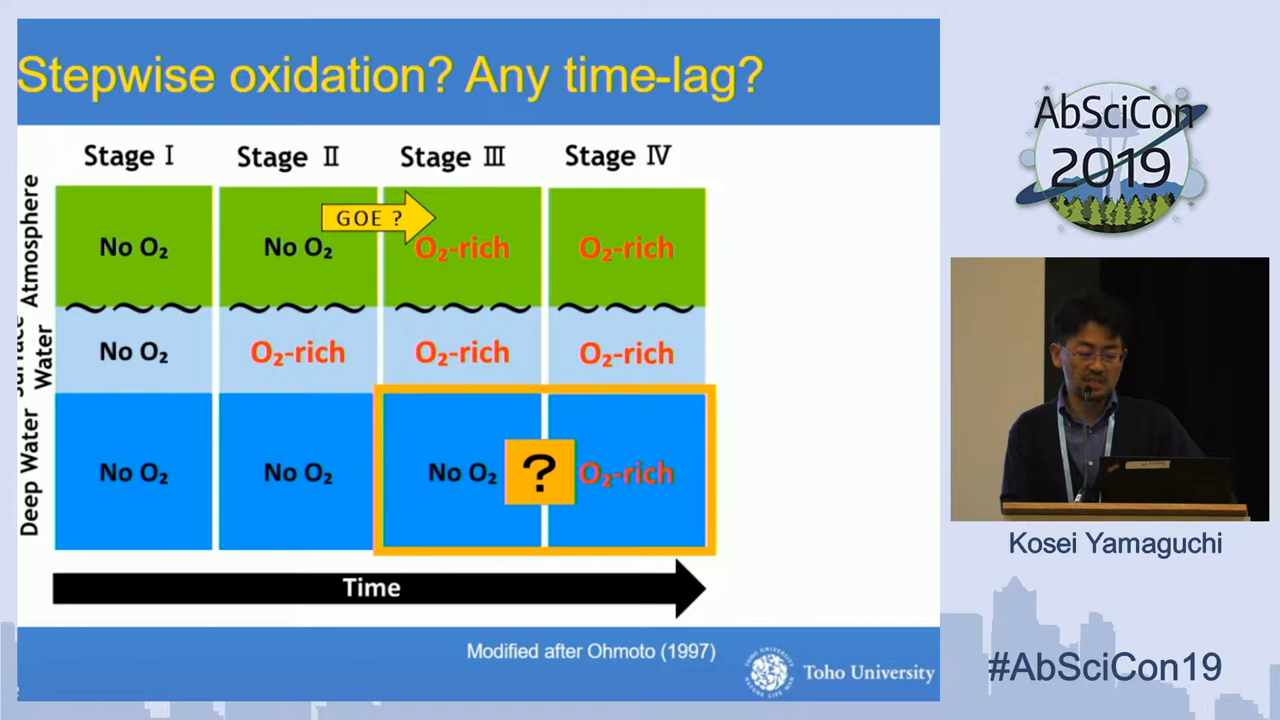 Stepwise oxidation? Any time-lag?
Stage Ⅰ
Stage Ⅱ
Stage Ⅲ
Stage Ⅳ
Atmosphere
No O₂
No O₂
GOE ?
O₂-rich
O₂-rich
Surface
Water
No O₂
O₂-rich
O₂-rich
O₂-rich
Deep Water
No O₂
No O₂
No O₂
?
O₂-rich
Time
Modified after Ohmoto (1997)
Toho University
AbSciCon
2019
Kosei Yamaguchi
#AbSciCon19